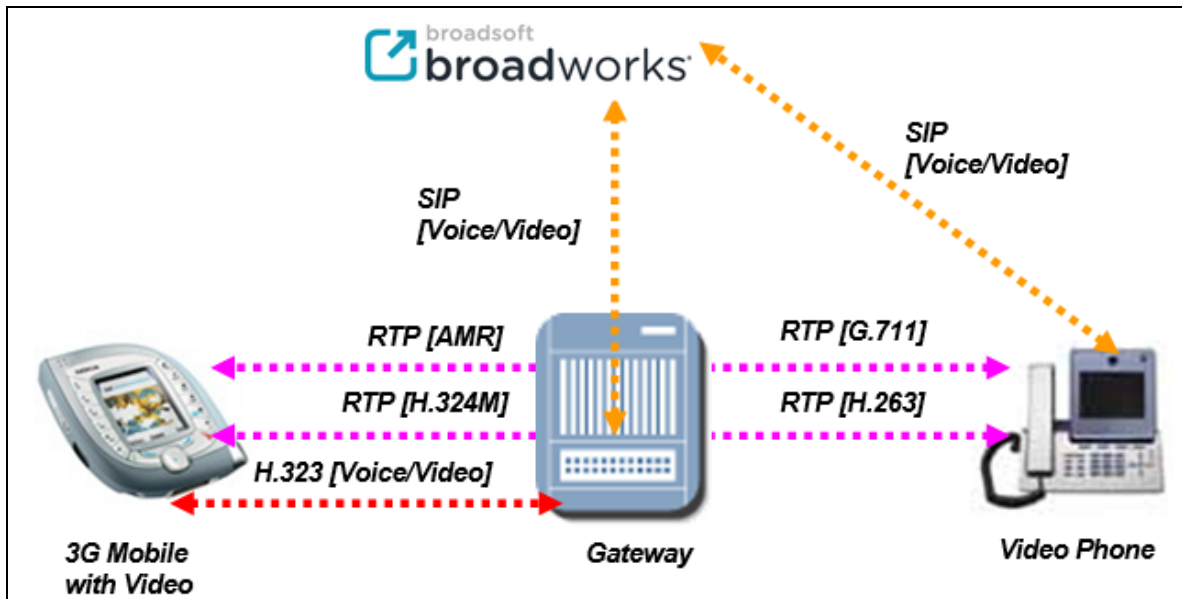 broadsoft
broadworks
SIP
[Voice/Video]
SIP
[Voice/Video]
RTP [AMR]
RTP [G.711]
RTP [H.324M]
RTP [H.263]
H.323 [Voice/Video]
3G Mobile
with Video
Gateway
Video Phone